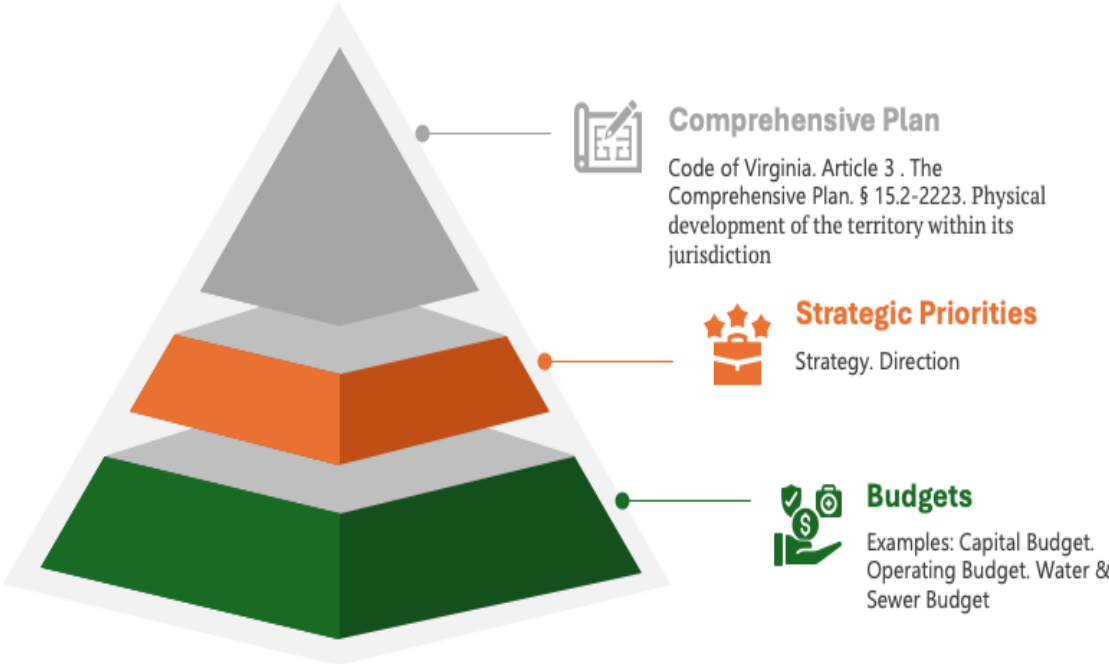 Comprehensive Plan
Code of Virginia. Article 3 . The
Comprehensive Plan. § 15.2-2223. Physical
development of the territory within its
jurisdiction
Strategic Priorities
Strategy. Direction
Budgets
Examples: Capital Budget.
Operating Budget. Water &
Sewer Budget